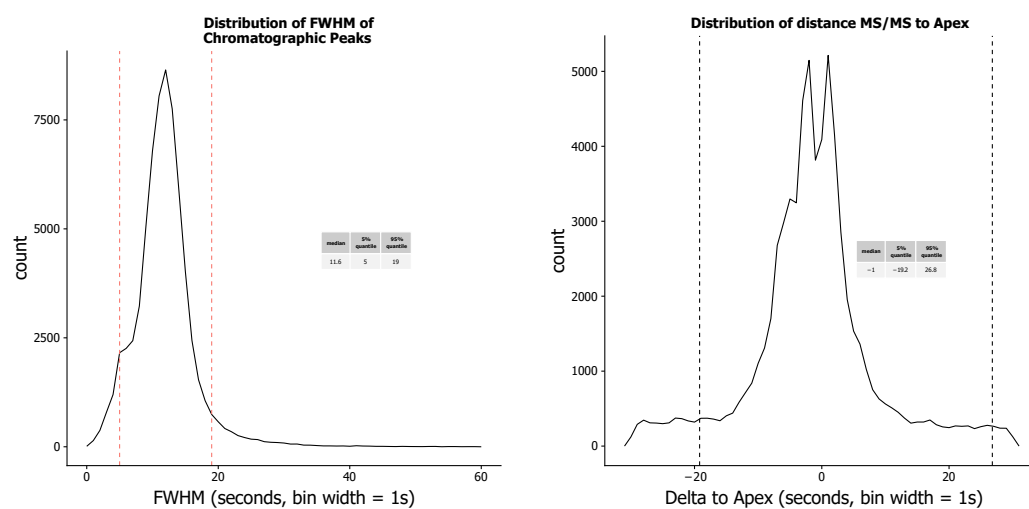 Distribution of FWHM of
Chromatographic Peaks
count
7500
5000
2500
0
0 20 40 60
FWHM (seconds, bin width = 1s)
median 5% quantile 95% quantile
11.6 5 19
Distribution of distance MS/MS to Apex
count
5000
4000
3000
2000
1000
0
−20 0 20
Delta to Apex (seconds, bin width = 1s)
median 5% quantile 95% quantile
−1 −19.2 26.8